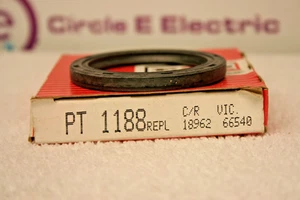 Circle E Electric
PT 1188 REPL C/R VIC.
18962 66540